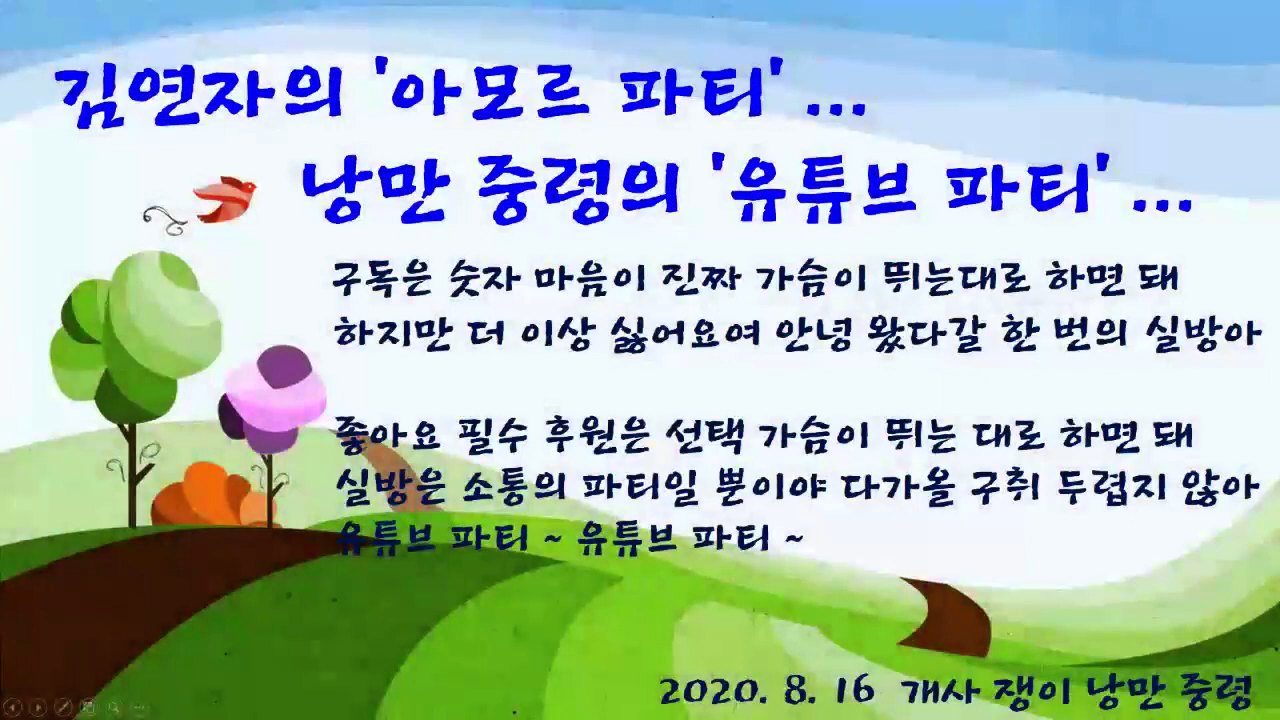 김연자의 '아모르 파티' ...
낭만 중령의 '유튜브 파티' ...
구독은 숫자 마음이 진짜 가슴이 뛰는대로 하면 돼
하지만 더 이상 싫어요여 안녕 왔다갈 한 번의 실방아
좋아요 필수 후원은 선택 가슴이 뛰는 대로 하면 돼
실방은 소통의 파티일 뿐이야 다가올 구취 두렵지 않아
유튜브 파티 ~ 유튜브 파티 ~
2020. 8. 16 개사 쟁이 낭만 중령